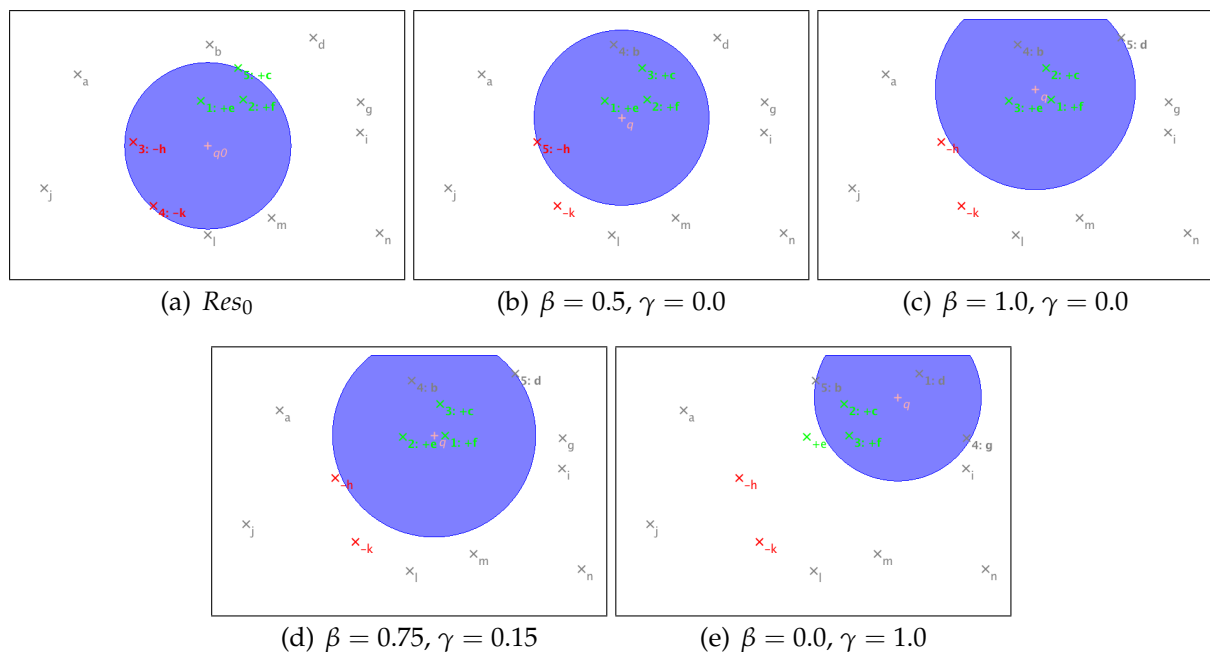 b
d
a
5: +c
g
1: +e
2: +f
i
3: -h
q0
j
4: -k
m
l
n
(a) Res₀
4: b
d
a
3: +c
g
1: +e
2: +f
i
q
5: -h
j
-k
m
l
n
(b) β = 0.5, γ = 0.0
4: b
5: d
a
2: +c
g
q
1: +e
1: +f
i
-h
j
-k
m
l
n
(c) β = 1.0, γ = 0.0
4: b
5: d
a
3: +c
g
2: +e
q
1: +f
i
-h
j
-k
m
l
n
(d) β = 0.75, γ = 0.15
5: b
1: d
a
2: +c
q
+e
3: +f
4: g
i
-h
j
-k
m
l
n
(e) β = 0.0, γ = 1.0